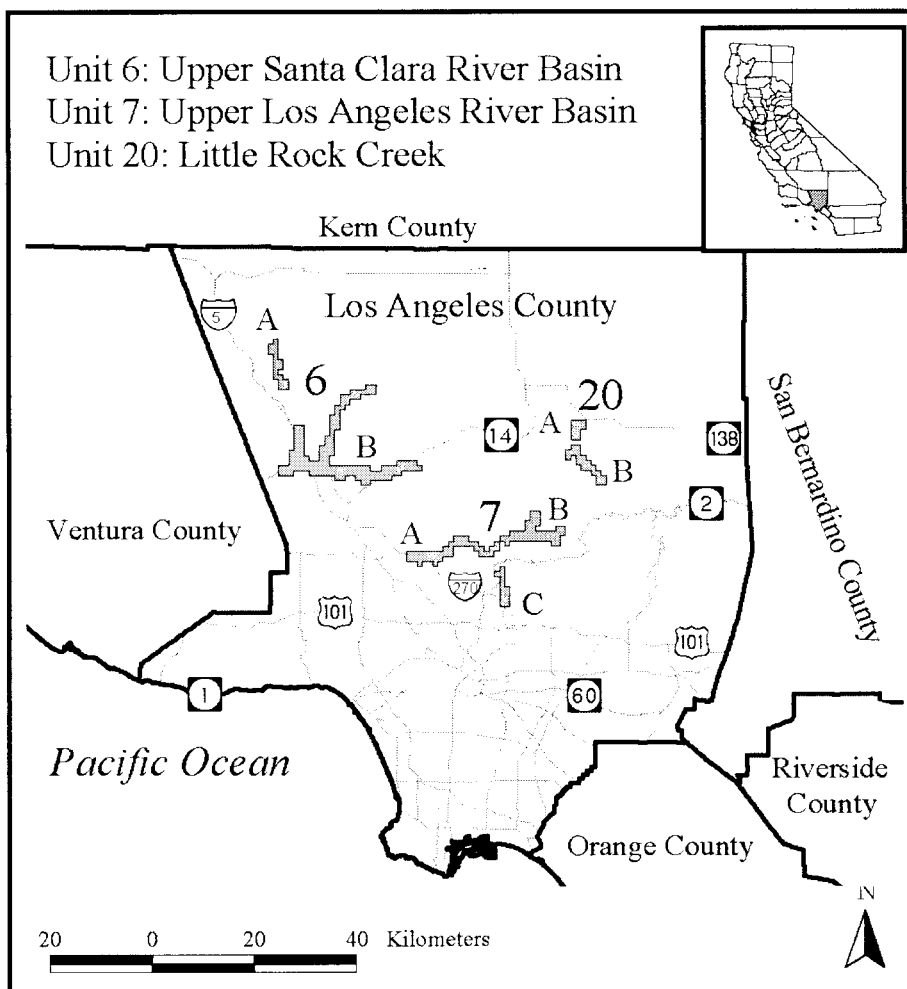 Unit 6: Upper Santa Clara River Basin
Unit 7: Upper Los Angeles River Basin
Unit 20: Little Rock Creek
Kern County
Los Angeles County
5
A
6
20
San Bernardino County
14
A
138
B
B
2
7
B
A
Ventura County
270
C
101
101
1
60
Pacific Ocean
Riverside
County
Orange County
N
20 0 20 40 Kilometers